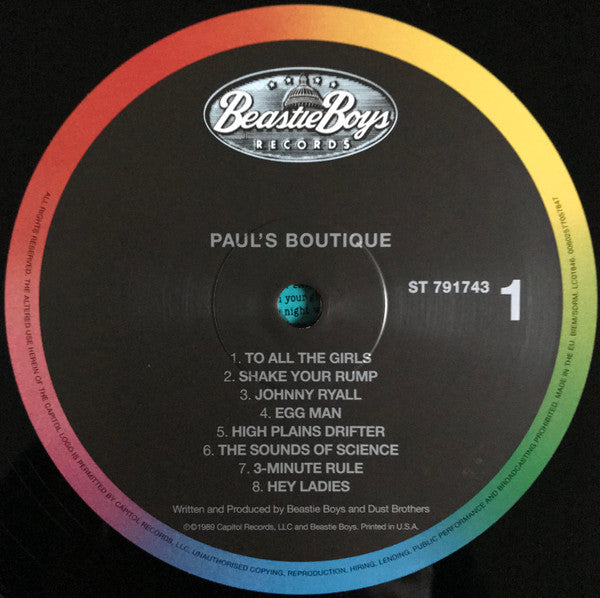 BeastieBoys
RECORDS
PAUL'S BOUTIQUE
ST 791743 1
your
night
1. TO ALL THE GIRLS
2. SHAKE YOUR RUMP
3. JOHNNY RYALL
4. EGG MAN
5. HIGH PLAINS DRIFTER
6. THE SOUNDS OF SCIENCE
7. 3-MINUTE RULE
8. HEY LADIES
Written and Produced by Beastie Boys and Dust Brothers
©©1989 Capitol Records, LLC and Beastie Boys. Printed in U.S.A.
ALL RIGHTS RESERVED. THE ALTERED USE HEREIN OF THE CAPITOL LOGO IS PERMITTED BY CAPITOL RECORDS, LLC. UNAUTHORISED COPYING, REPRODUCTION, HIRING, LENDING, PUBLIC PERFORMANCE AND BROADCASTING PROHIBITED. MADE IN THE EU. BIEM/SDRM. LC01846.